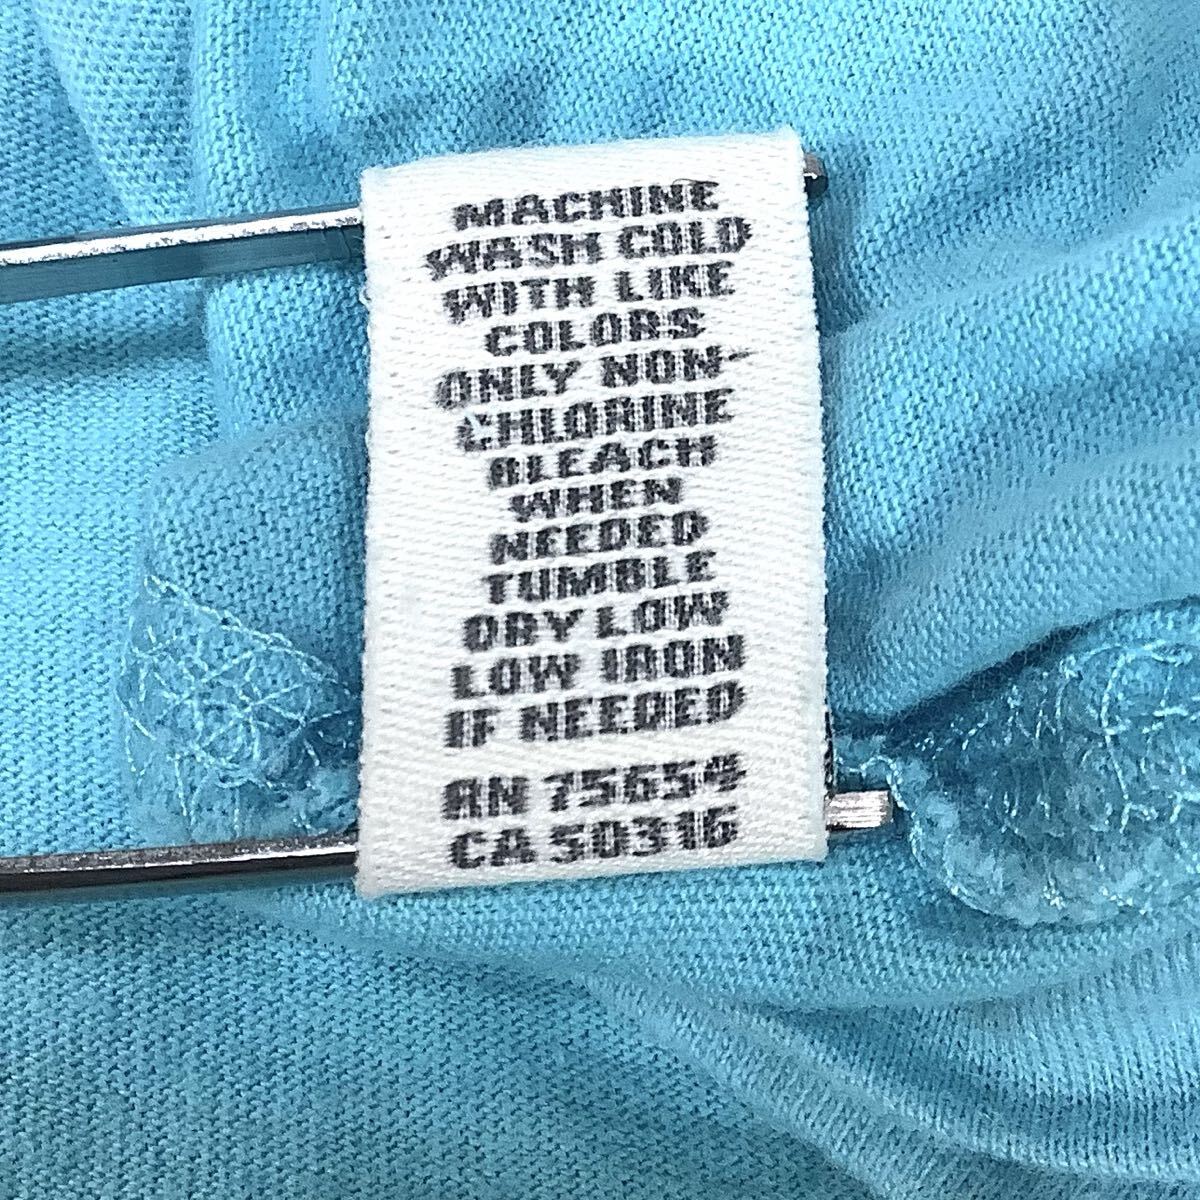 MACHINE
WASH COLD
WITH LIKE
COLORS
ONLY NON-
CHLORINE
BLEACH
WHEN
NEEDED
TUMBLE
DRY LOW
LOW IRON
IF NEEDED
RN 75654
CA 50316